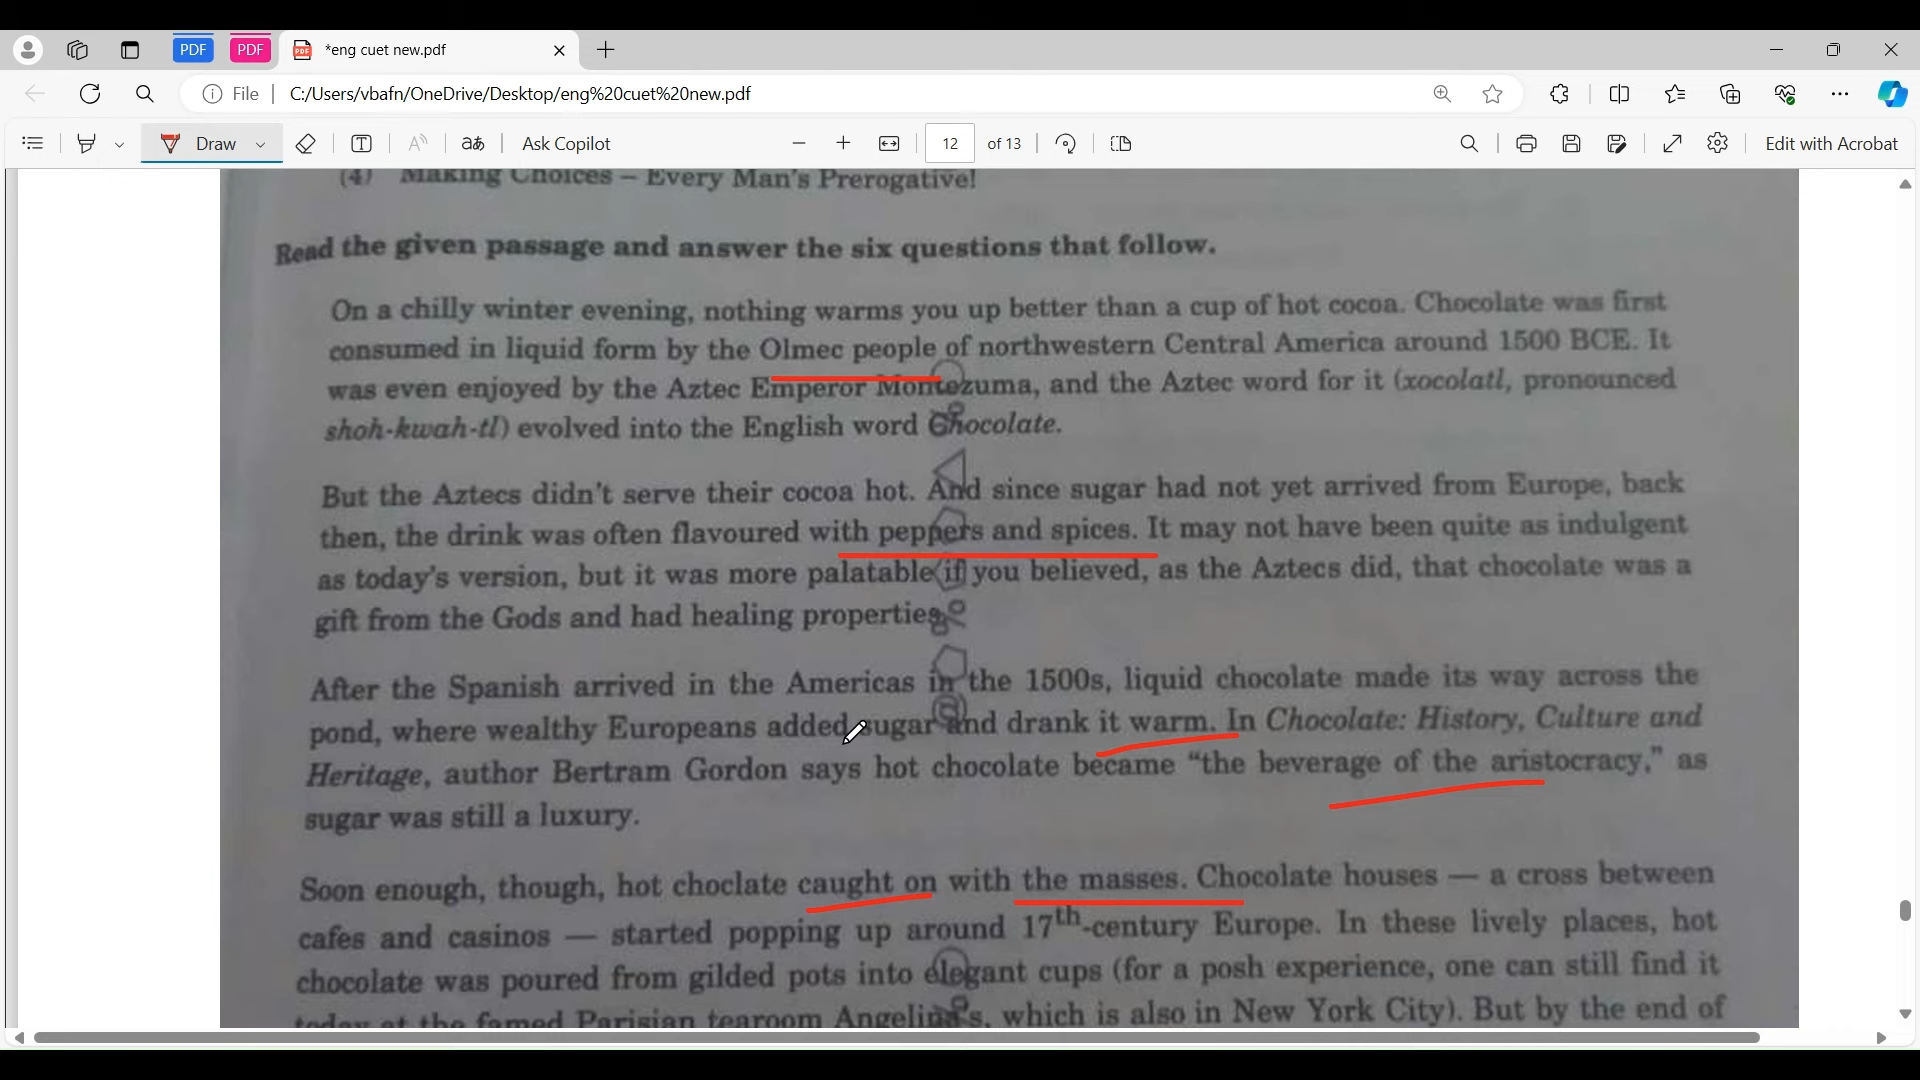 PDF
PDF
*eng cuet new.pdf
File
C:/Users/vbafn/OneDrive/Desktop/eng%20cuet%20new.pdf
Draw
aあ
Ask Copilot
12
of 13
Edit with Acrobat
(4) Making Choices – Every Man's Prerogative!
Read the given passage and answer the six questions that follow.
On a chilly winter evening, nothing warms you up better than a cup of hot cocoa. Chocolate was first
consumed in liquid form by the Olmec people of northwestern Central America around 1500 BCE. It
was even enjoyed by the Aztec Emperor Montezuma, and the Aztec word for it (xocolatl, pronounced
shoh-kwah-tl) evolved into the English word Chocolate.
But the Aztecs didn't serve their cocoa hot. And since sugar had not yet arrived from Europe, back
then, the drink was often flavoured with peppers and spices. It may not have been quite as indulgent
as today's version, but it was more palatable if you believed, as the Aztecs did, that chocolate was a
gift from the Gods and had healing properties.
After the Spanish arrived in the Americas in the 1500s, liquid chocolate made its way across the
pond, where wealthy Europeans added sugar and drank it warm. In Chocolate: History, Culture and
Heritage, author Bertram Gordon says hot chocolate became “the beverage of the aristocracy,” as
sugar was still a luxury.
Soon enough, though, hot choclate caught on with the masses. Chocolate houses — a cross between
cafes and casinos — started popping up around 17th-century Europe. In these lively places, hot
chocolate was poured from gilded pots into elegant cups (for a posh experience, one can still find it
today at the famed Parisian tearoom Angelina's, which is also in New York City). But by the end of